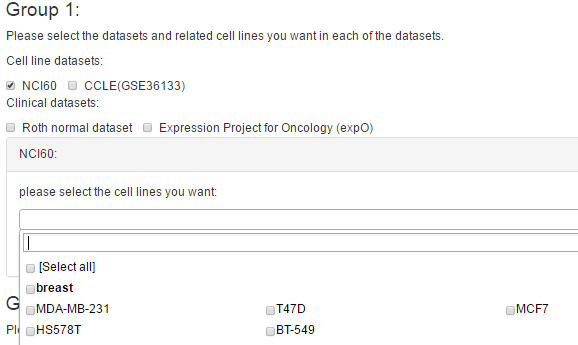 Group 1:
Please select the datasets and related cell lines you want in each of the datasets.
Cell line datasets:
NCI60 CCLE(GSE36133)
Clinical datasets:
Roth normal dataset Expression Project for Oncology (expO)
NCI60:
please select the cell lines you want:
[Select all]
breast
G MDA-MB-231 T47D MCF7
HS578T BT-549